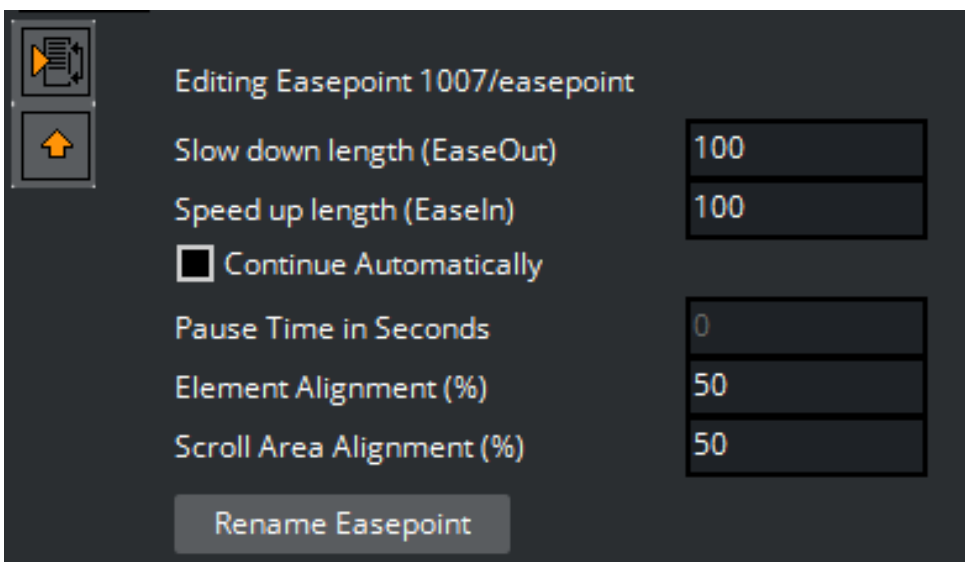 Editing Easepoint 1007/easepoint
Slow down length (EaseOut) 100
Speed up length (EaseIn) 100
Continue Automatically
Pause Time in Seconds 0
Element Alignment (%) 50
Scroll Area Alignment (%) 50
Rename Easepoint